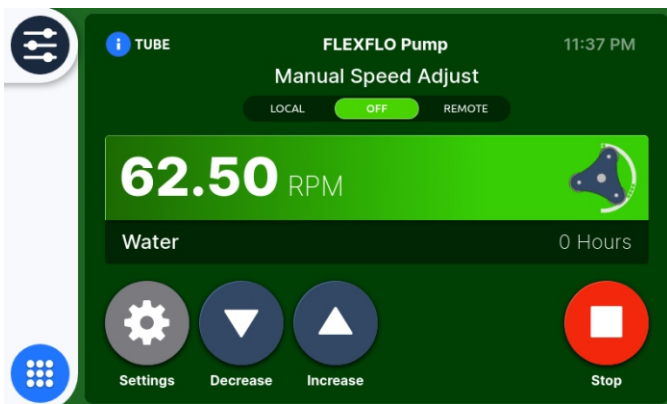 TUBE FLEXFLO Pump 11:37 PM
Manual Speed Adjust
LOCAL OFF REMOTE
62.50 RPM
Water 0 Hours
Settings Decrease Increase Stop